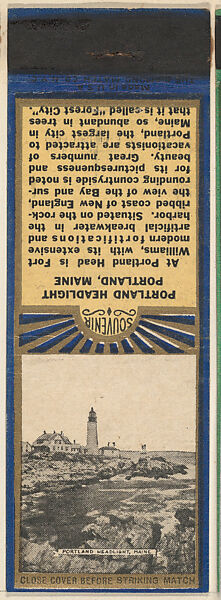 PORTLAND HEADLIGHT
PORTLAND, MAINE
At Portland Head is Fort
Williams, with its extensive
modern fortifications and
artificial breakwater in the
harbor. Situated on the rock-
ribbed coast of New England,
the view of the Bay and sur-
rounding countryside noted
for its picturesqueness and
beauty. Great numbers of
vacationists are attracted to
Portland, the largest city in
Maine, so abundant in trees
that it is called "Forest City".
SOUVENIR
PORTLAND HEADLIGHT, MAINE
CLOSE COVER BEFORE STRIKING MATCH